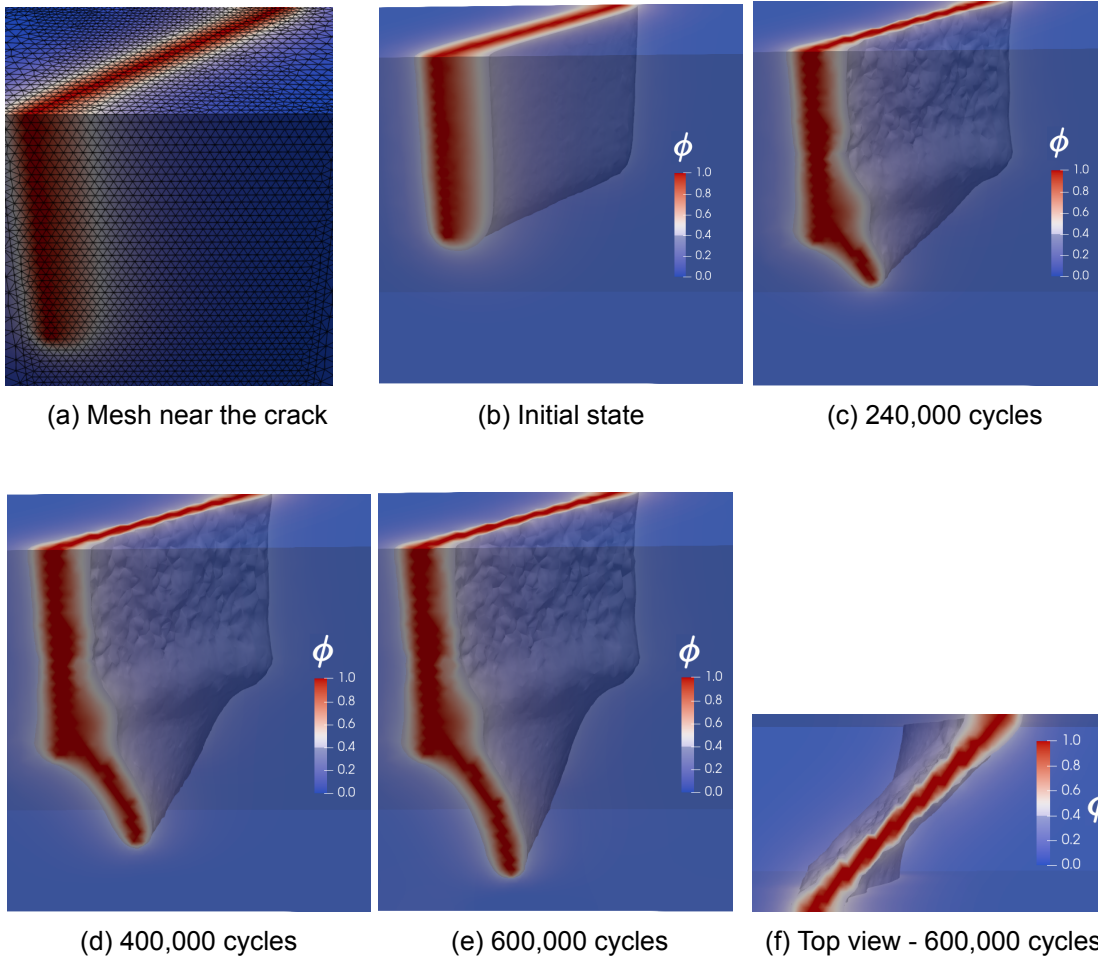 ϕ
1.0
0.8
0.6
0.4
0.2
0.0
ϕ
1.0
0.8
0.6
0.4
0.2
0.0
(a) Mesh near the crack
(b) Initial state
(c) 240,000 cycles
ϕ
1.0
0.8
0.6
0.4
0.2
0.0
ϕ
1.0
0.8
0.6
0.4
0.2
0.0
1.0
0.8
0.6
0.4
0.2
0.0
ϕ
(d) 400,000 cycles
(e) 600,000 cycles
(f) Top view - 600,000 cycles